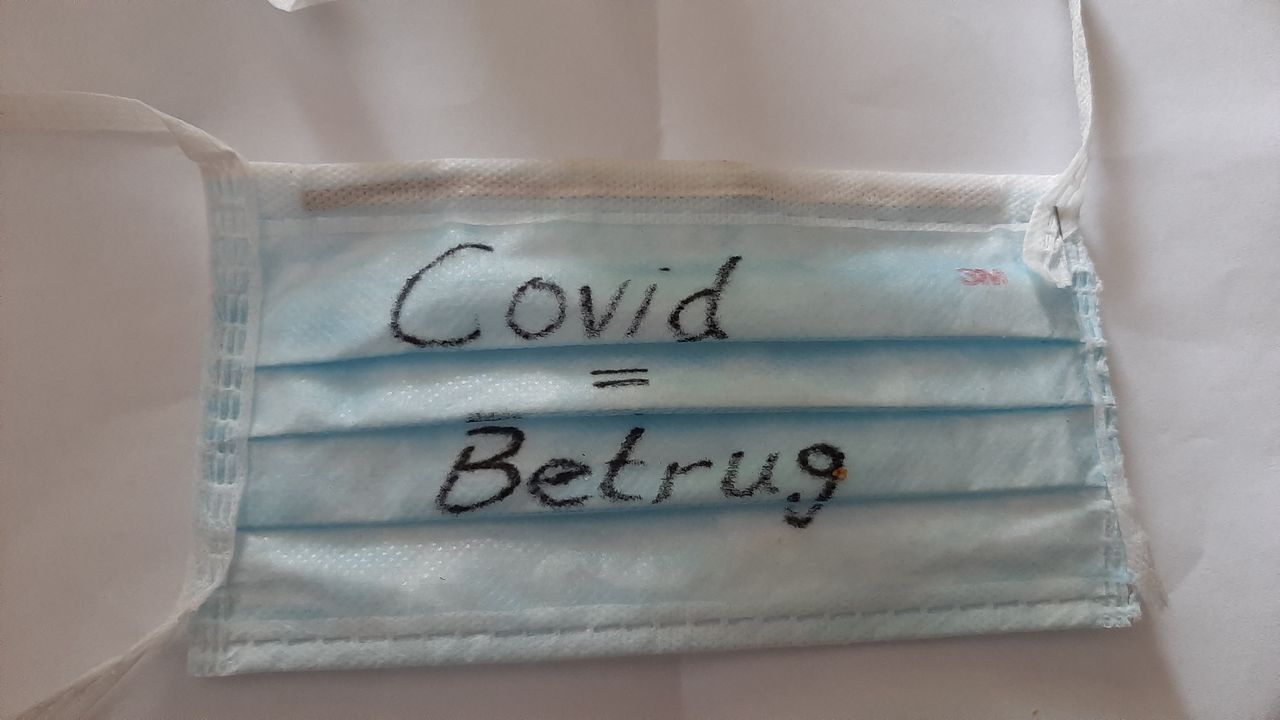 Covid
3M
=
Betrug